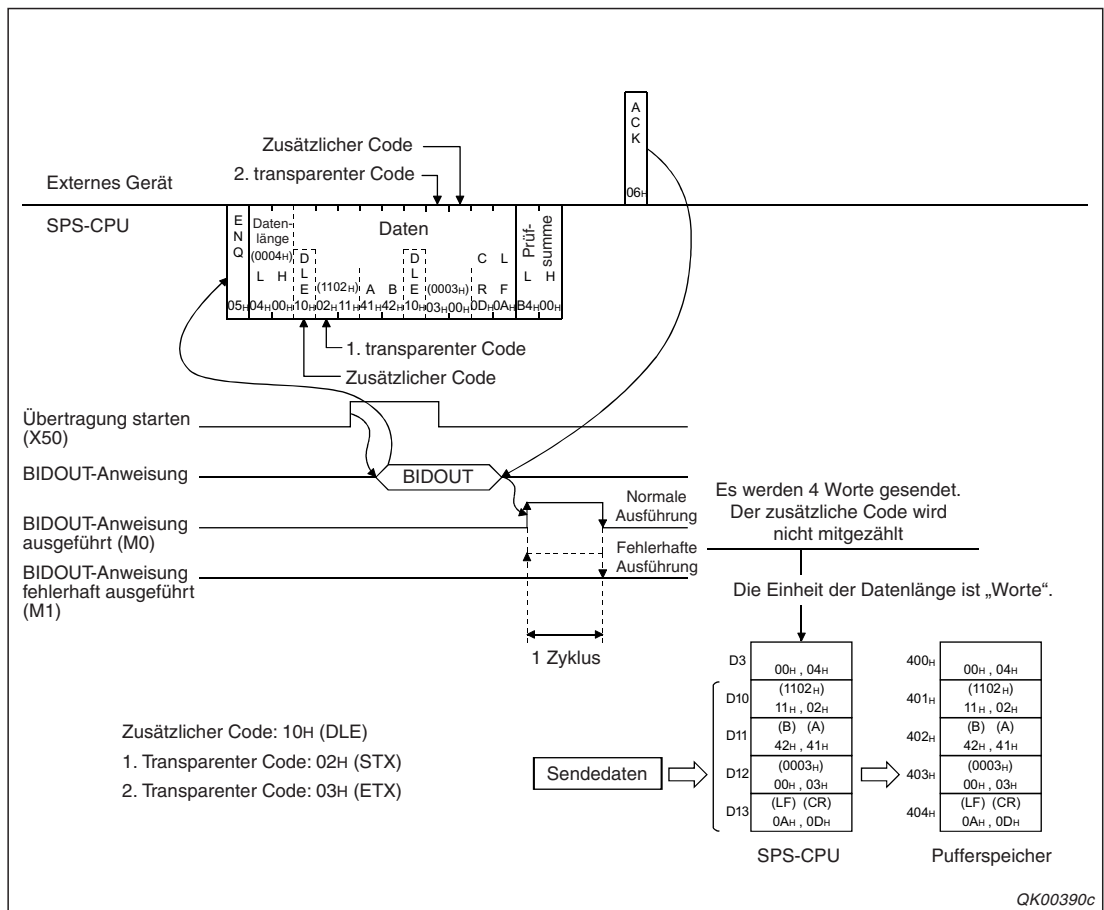 A
C
K
06H
Zusätzlicher Code
2. transparenter Code
Externes Gerät
SPS-CPU
E
N
Q
Daten-
länge
(0004H)
L H
Daten
Prüf-
summe
L H
D
L
E
(1102H)
A B
D
L
E
(0003H)
C L
R F
05H 04H 00H 10H 02H 11H 41H 42H 10H 03H 00H 0DH 0AH B4H 00H
1. transparenter Code
Zusätzlicher Code
Übertragung starten
(X50)
BIDOUT-Anweisung
BIDOUT
BIDOUT-Anweisung
ausgeführt (M0)
Normale
Ausführung
Fehlerhafte
Ausführung
BIDOUT-Anweisung
fehlerhaft ausgeführt
(M1)
1 Zyklus
Es werden 4 Worte gesendet.
Der zusätzliche Code wird
nicht mitgezählt
Die Einheit der Datenlänge ist „Worte“.
Zusätzlicher Code: 10H (DLE)
1. Transparenter Code: 02H (STX)
2. Transparenter Code: 03H (ETX)
Sendedaten
D3
00H , 04H
D10
(1102H)
11H , 02H
D11
(B) (A)
42H , 41H
D12
(0003H)
00H , 03H
D13
(LF) (CR)
0AH , 0DH
SPS-CPU
400H
00H , 04H
401H
(1102H)
11H , 02H
402H
(B) (A)
42H , 41H
403H
(0003H)
00H , 03H
404H
(LF) (CR)
0AH , 0DH
Pufferspeicher
QK00390c